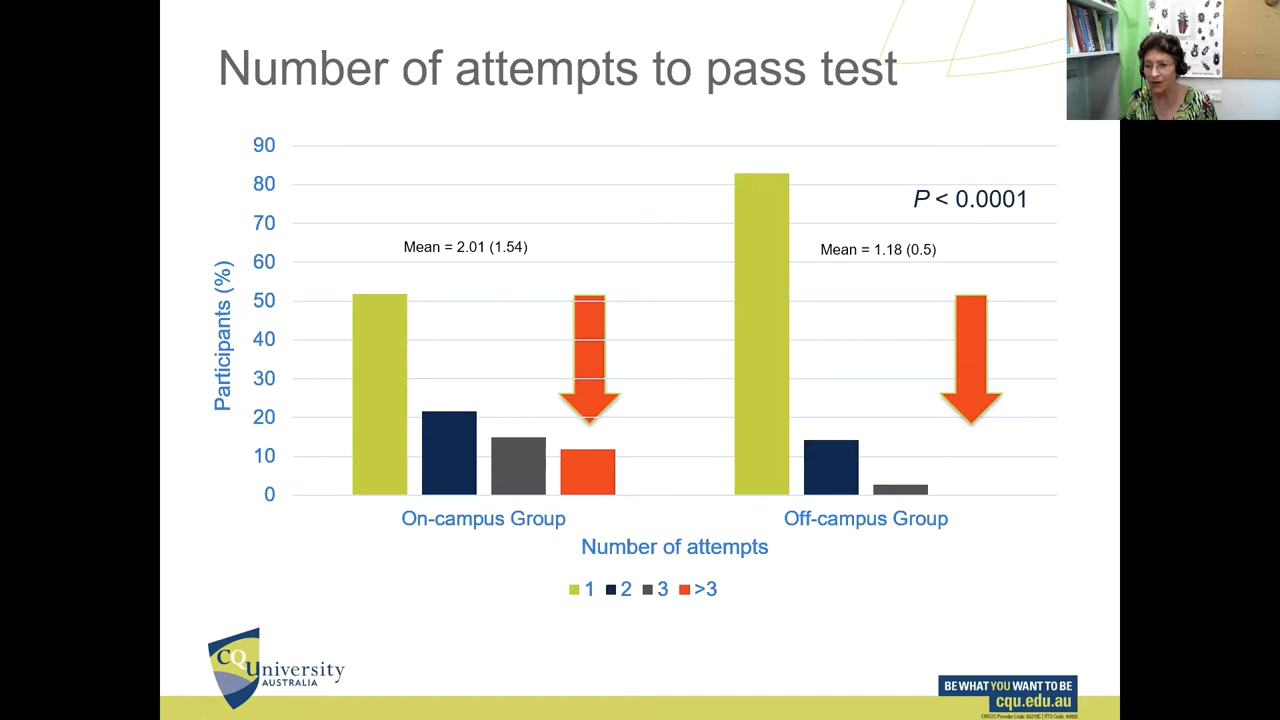 Number of attempts to pass test
90
80
70
60
50
40
30
20
10
0
Participants (%)
P < 0.0001
Mean = 2.01 (1.54)
Mean = 1.18 (0.5)
On-campus Group
Off-campus Group
Number of attempts
1 2 3 >3
CQUniversity
AUSTRALIA
BE WHAT YOU WANT TO BE
cqu.edu.au